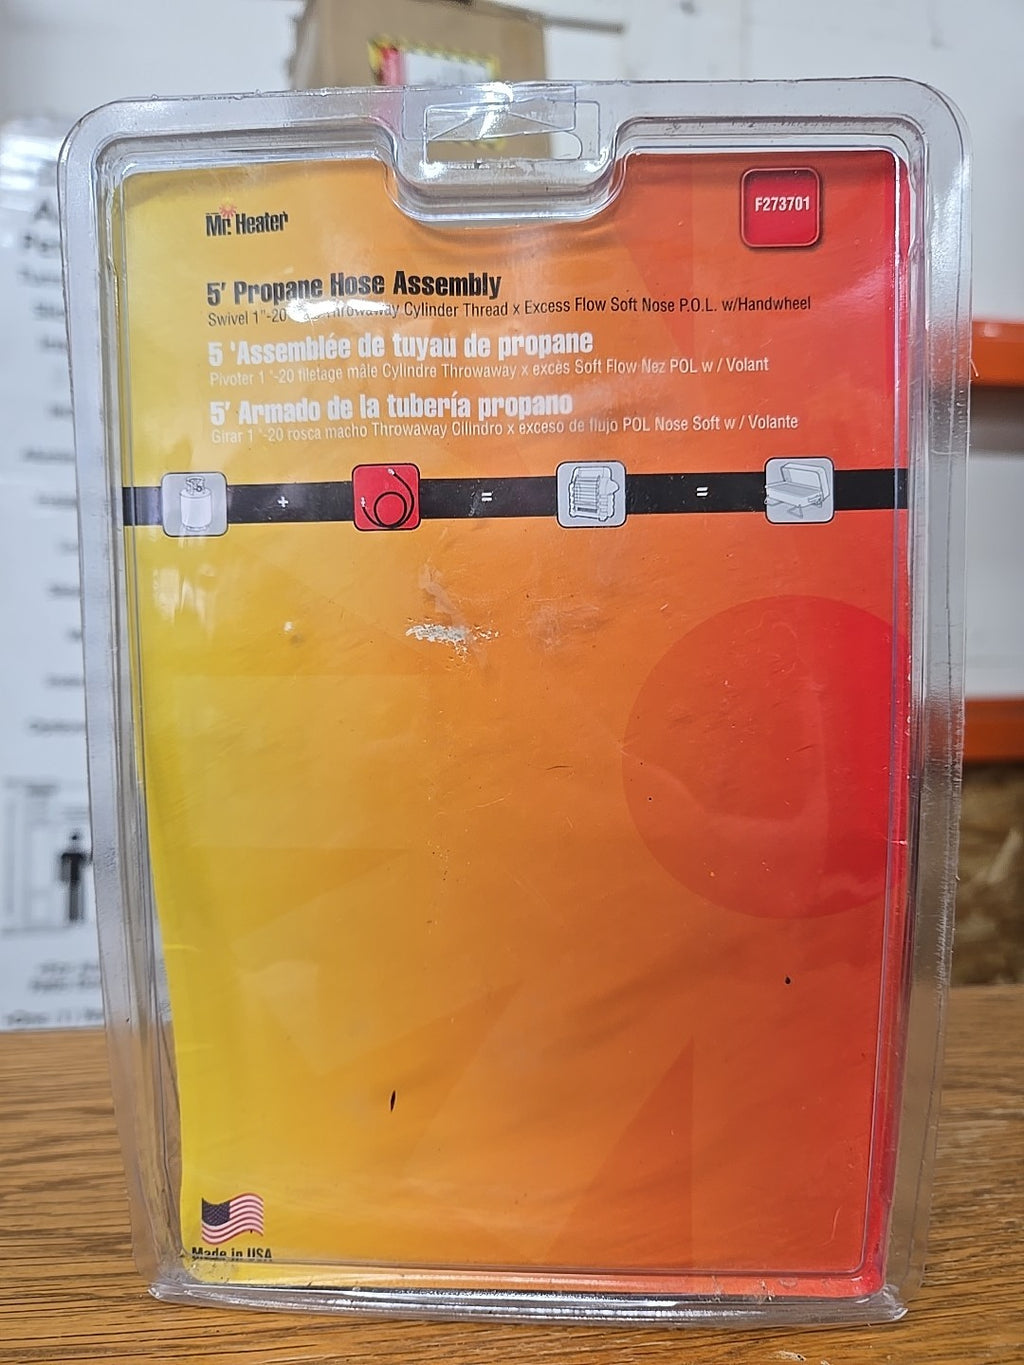 Mr. Heater
F273701
5' Propane Hose Assembly
Swivel 1"-20 Throwaway Cylinder Thread x Excess Flow Soft Nose P.O.L. w/Handwheel
5 'Assemblée de tuyau de propane
Pivoter 1 "-20 filetage mâle Cylindre Throwaway x excès Soft Flow Nez POL w / Volant
5' Armado de la tubería propano
Girar 1 "-20 rosca macho Throwaway Cilindro x exceso de flujo POL Nose Soft w / Volante
+ = =
Made in USA